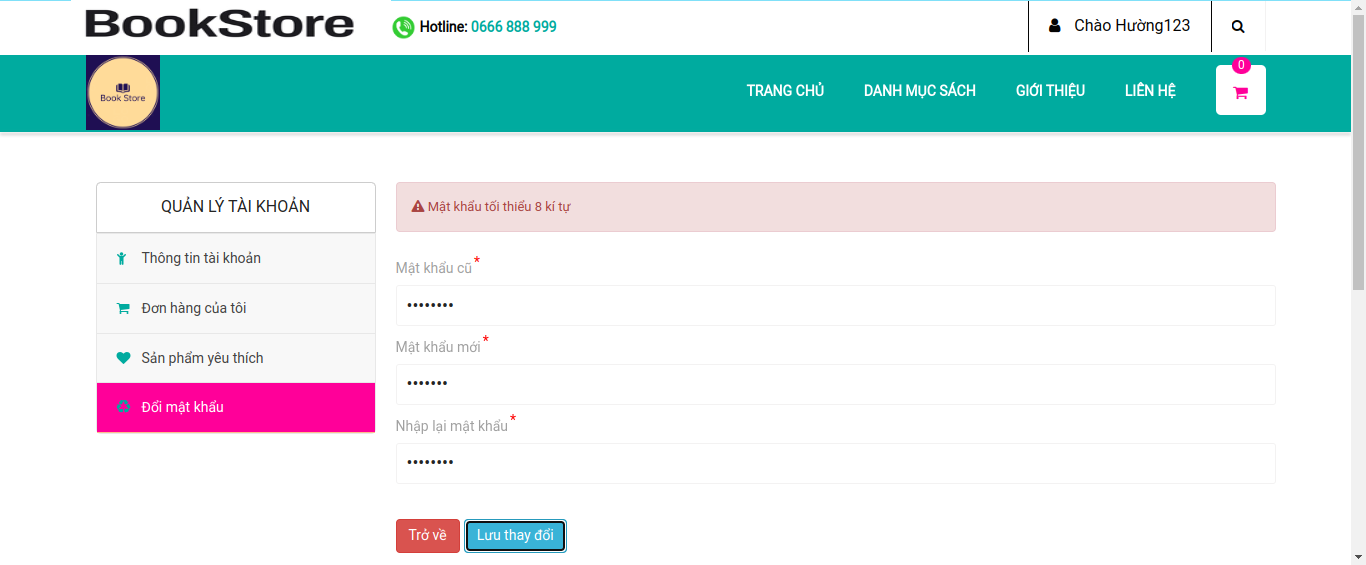 BookStore
Hotline: 0666 888 999
Chào Hường123
Book Store
TRANG CHỦ
DANH MỤC SÁCH
GIỚI THIỆU
LIÊN HỆ
0
QUẢN LÝ TÀI KHOẢN
Thông tin tài khoản
Đơn hàng của tôi
Sản phẩm yêu thích
Đổi mật khẩu
Mật khẩu tối thiểu 8 kí tự
Mật khẩu cũ*
••••••••
Mật khẩu mới*
•••••••
Nhập lại mật khẩu*
••••••••
Trở về
Lưu thay đổi